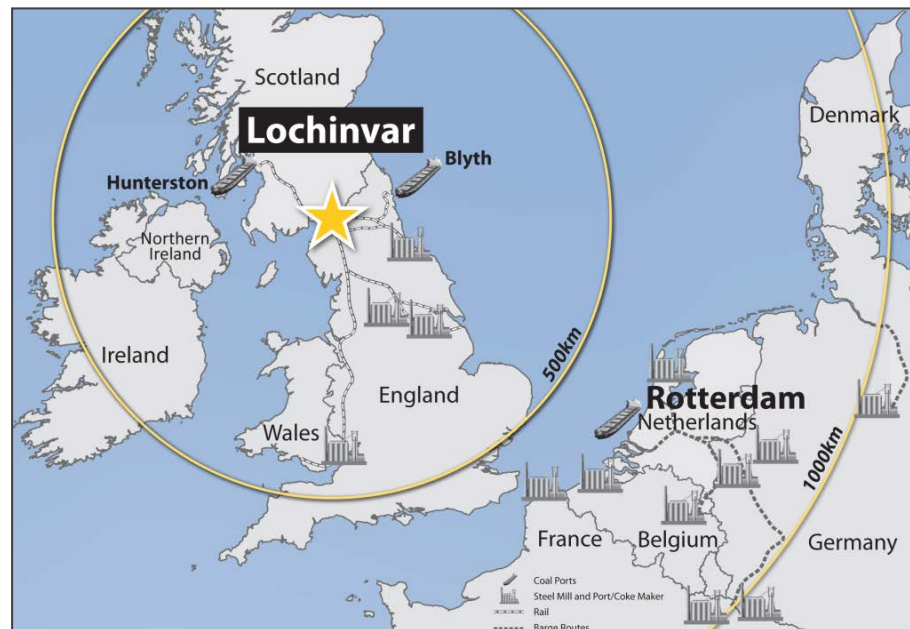 Scotland
Lochinvar
Denmark
Hunterston
Blyth
Northern
Ireland
Ireland
500km
England
Rotterdam
Netherlands
Wales
1000km
France
Belgium
Germany
Coal Ports
Steel Mill and Port/Coke Maker
Rail
Barge Routes